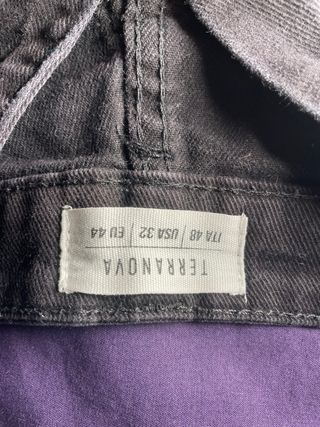 TERRANOVA
ITA 48 | USA 32 | EU 44